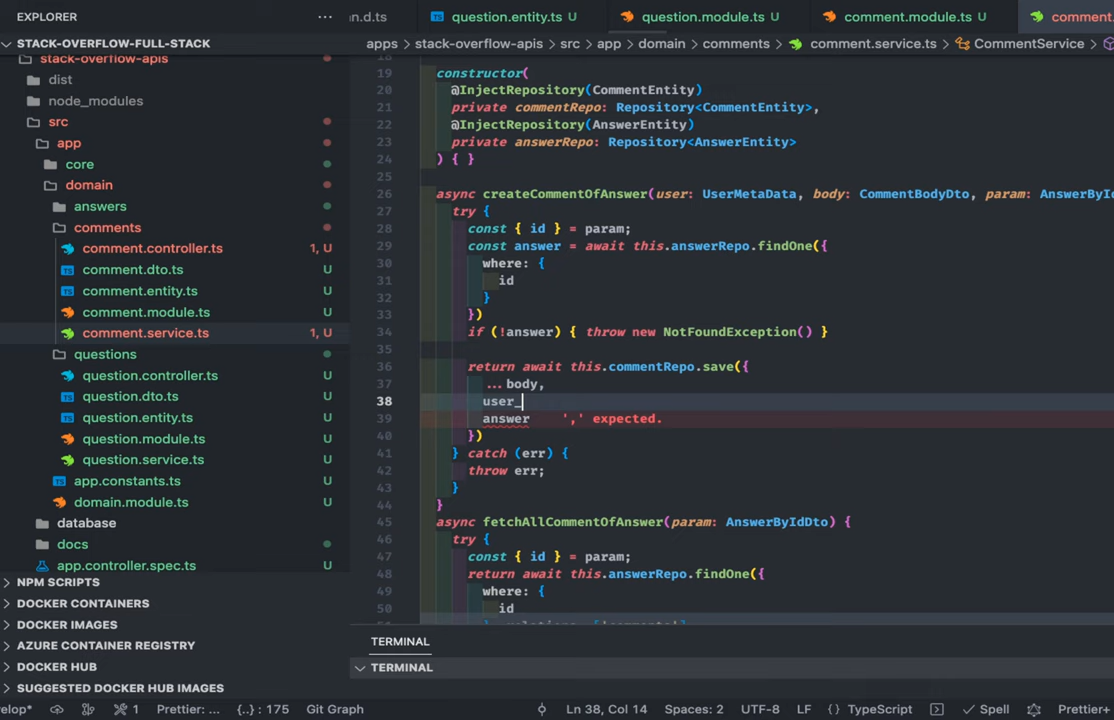 EXPLORER
...
STACK-OVERFLOW-FULL-STACK
stack-overflow-apis
dist
node_modules
src
app
core
domain
answers
comments
comment.controller.ts 1, U
comment.dto.ts U
comment.entity.ts U
comment.module.ts U
comment.service.ts 1, U
questions
question.controller.ts U
question.dto.ts U
question.entity.ts U
question.module.ts U
question.service.ts U
app.constants.ts U
domain.module.ts U
database
docs
app.controller.spec.ts U
NPM SCRIPTS
DOCKER CONTAINERS
DOCKER IMAGES
AZURE CONTAINER REGISTRY
DOCKER HUB
SUGGESTED DOCKER HUB IMAGES
n.d.ts question.entity.ts U question.module.ts U comment.module.ts U comment
apps > stack-overflow-apis > src > app > domain > comments > comment.service.ts > CommentService >
19 constructor(
20 @InjectRepository(CommentEntity)
21 private commentRepo: Repository<CommentEntity>,
22 @InjectRepository(AnswerEntity)
23 private answerRepo: Repository<AnswerEntity>
24 ) { }
25
26 async createCommentOfAnswer(user: UserMetaData, body: CommentBodyDto, param: AnswerById
27 try {
28 const { id } = param;
29 const answer = await this.answerRepo.findOne({
30 where: {
31 id
32 }
33 })
34 if (!answer) { throw new NotFoundException() }
35
36 return await this.commentRepo.save({
37 ...body,
38 user_
39 answer ',' expected.
40 })
41 } catch (err) {
42 throw err;
43 }
44 }
45 async fetchAllCommentOfAnswer(param: AnswerByIdDto) {
46 try {
47 const { id } = param;
48 return await this.answerRepo.findOne({
49 where: {
50 id
TERMINAL
TERMINAL
elop* 1 Prettier: ... {..} : 175 Git Graph Ln 38, Col 14 Spaces: 2 UTF-8 LF {} TypeScript Spell Prettier+